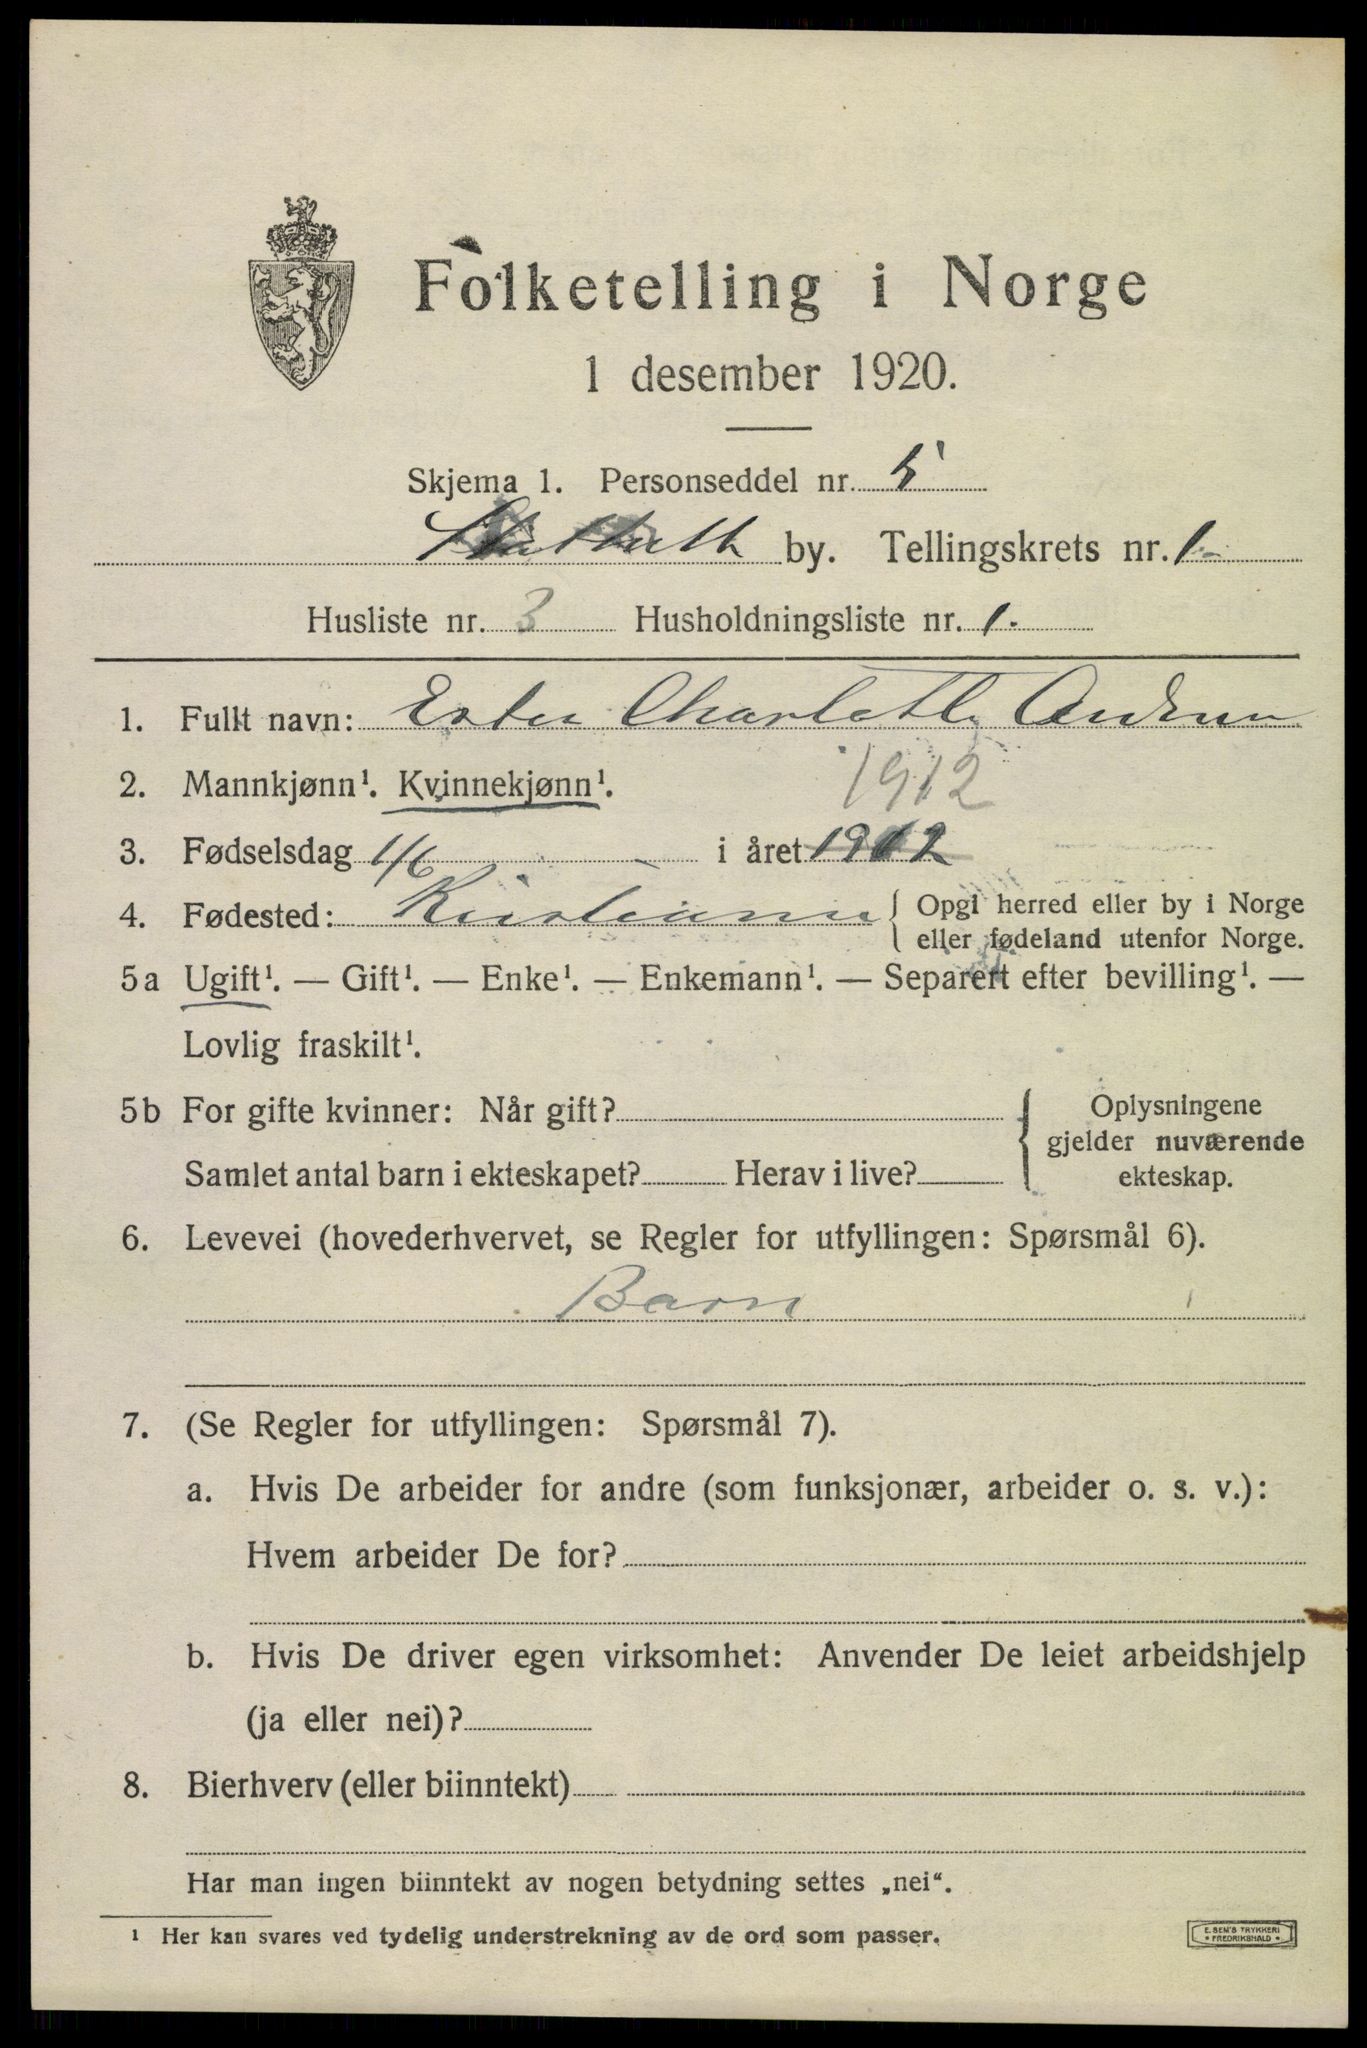 Folketelling i Norge
1 desember 1920.
Skjema 1. Personseddel nr. 5
by. Tellingskrets nr. 1
Husliste nr. 3 Husholdningsliste nr. 1.
1. Fullt navn: Ester Charlotte
2. Mannkjønn¹. Kvinnekjønn¹. 1912
3. Fødselsdag 1/6 i året 1912
4. Fødested: Kristiania { Opgi herred eller by i Norge
eller fødeland utenfor Norge.
5a Ugift¹. — Gift¹. — Enke¹. — Enkemann¹. — Separert efter bevilling¹. —
Lovlig fraskilt¹.
5b For gifte kvinner: Når gift? { Oplysningene
gjelder nuværende
Samlet antal barn i ekteskapet? Herav i live? ekteskap.
6. Levevei (hovederhvervet, se Regler for utfyllingen: Spørsmål 6).
Barn
7. (Se Regler for utfyllingen: Spørsmål 7).
a. Hvis De arbeider for andre (som funksjonær, arbeider o. s. v.):
Hvem arbeider De for?
b. Hvis De driver egen virksomhet: Anvender De leiet arbeidshjelp
(ja eller nei)?
8. Bierhverv (eller biinntekt)
Har man ingen biinntekt av nogen betydning settes „nei“.
¹ Her kan svares ved tydelig understrekning av de ord som passer.
E. SEM'S TRYKKERI
• FREDRIKSHALD •